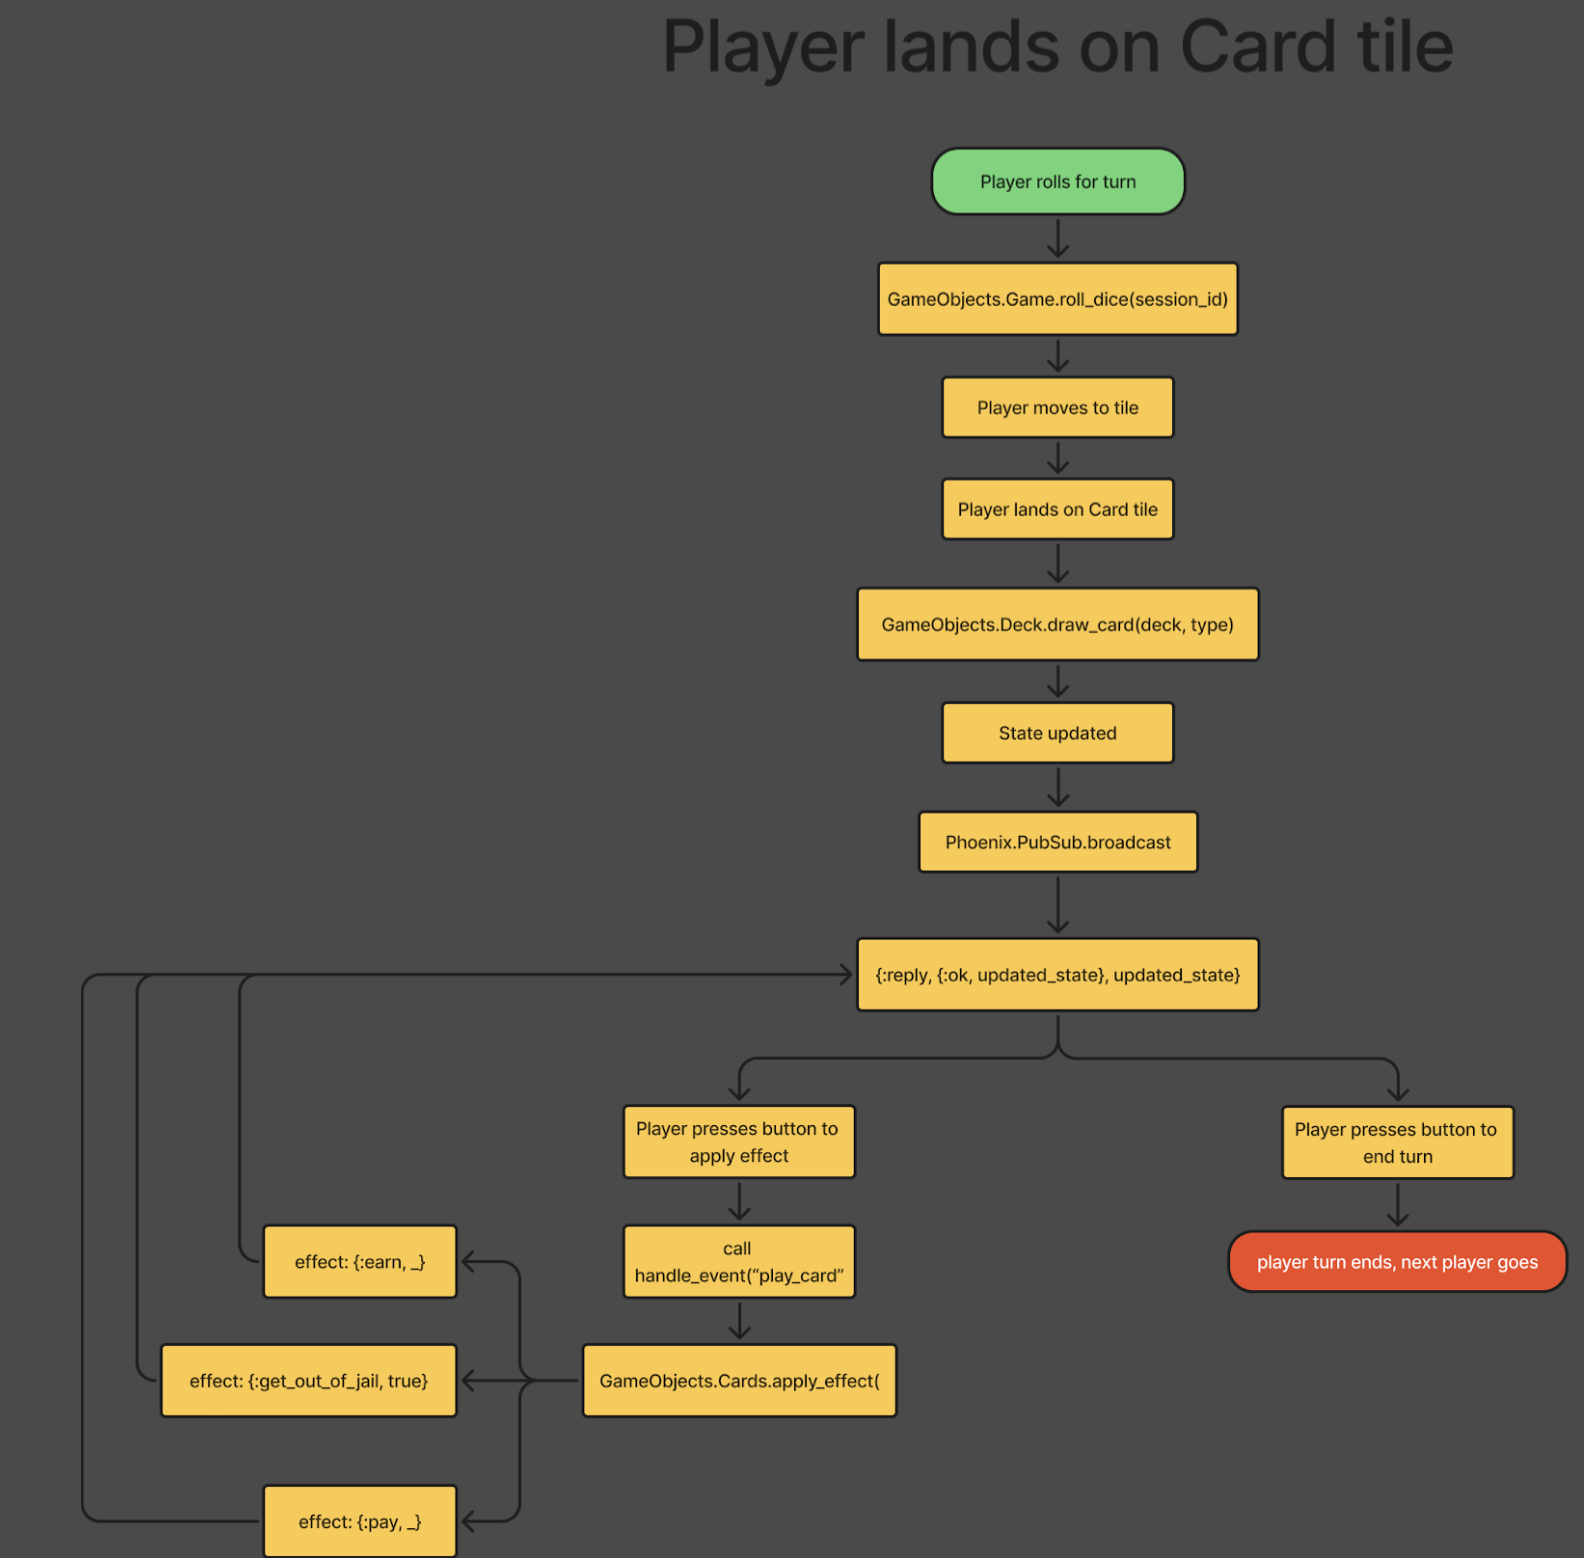 Player lands on Card tile
Player rolls for turn
GameObjects.Game.roll_dice(session_id)
Player moves to tile
Player lands on Card tile
GameObjects.Deck.draw_card(deck, type)
State updated
Phoenix.PubSub.broadcast
{:reply, {:ok, updated_state}, updated_state}
Player presses button to
apply effect
Player presses button to
end turn
call
handle_event(“play_card”
player turn ends, next player goes
effect: {:earn, _}
GameObjects.Cards.apply_effect(
effect: {:get_out_of_jail, true}
effect: {:pay, _}